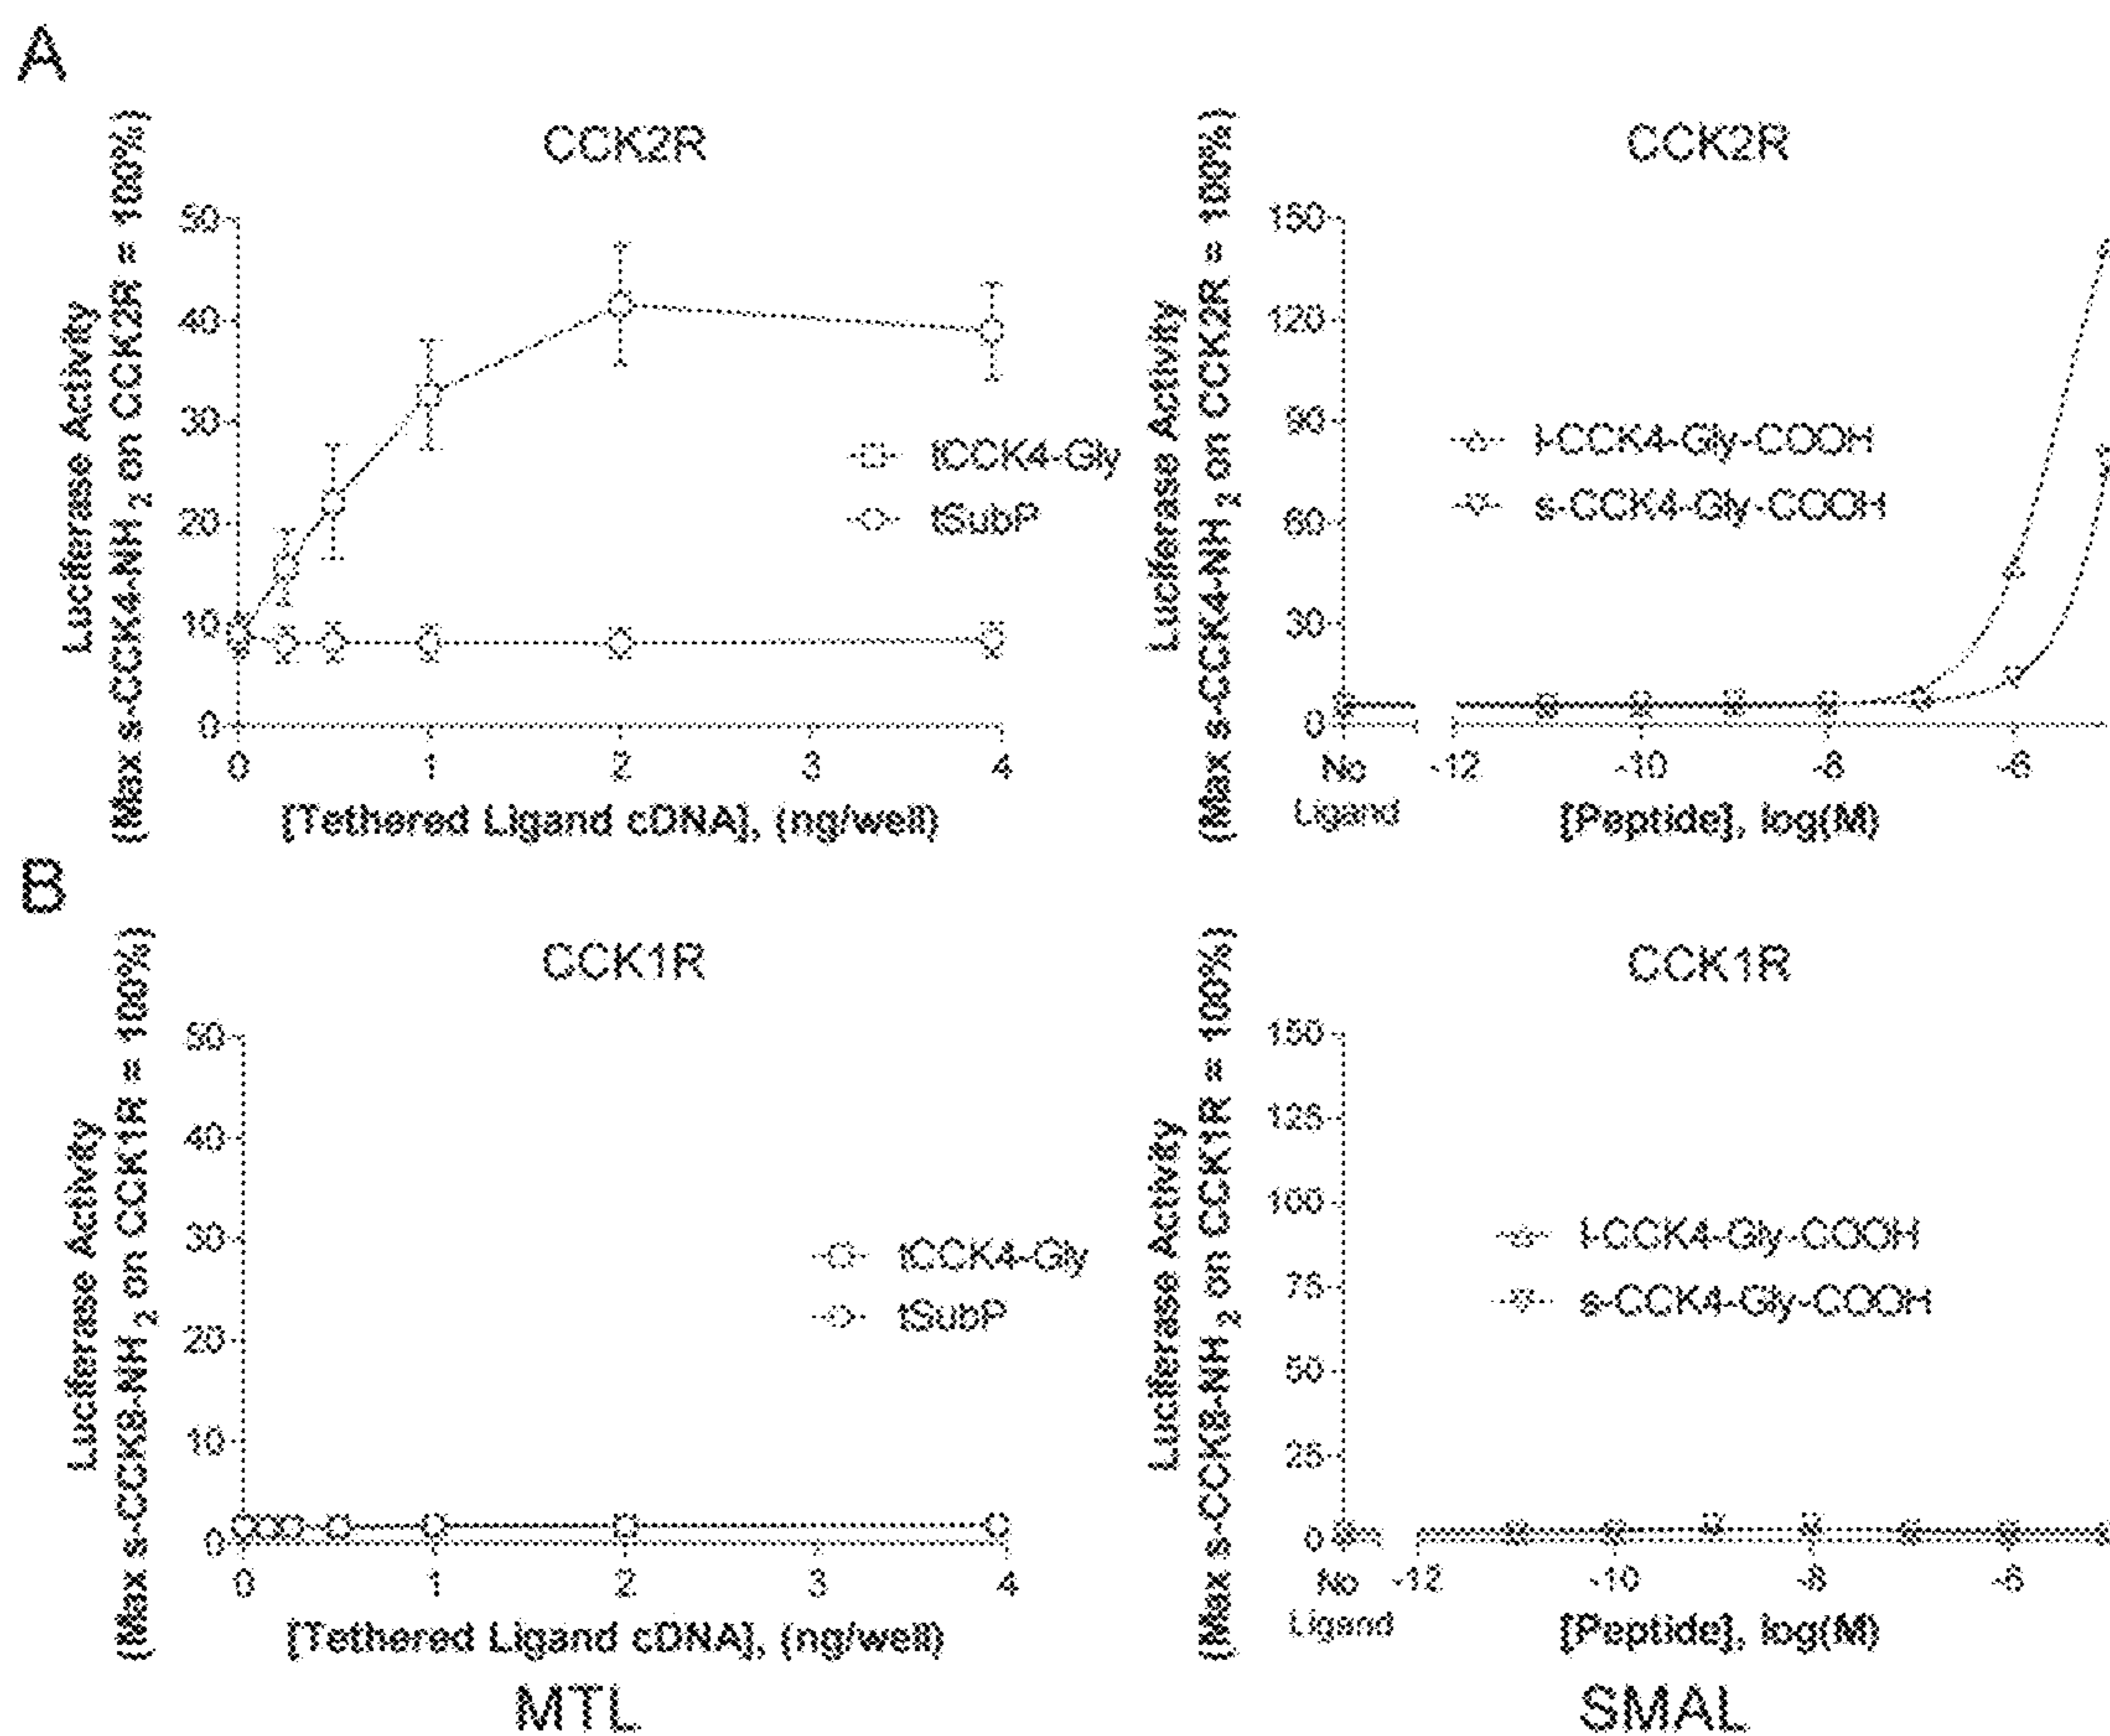 A
CCK2R
Luciferase Activity
(Max s-CCK4-NH2 on CCK2R = 100%)
50
40
30
20
10
0
0 1 2 3 4
[Tethered Ligand cDNA], (ng/well)
tCCK4-Gly
tSubP
CCK2R
Luciferase Activity
(Max s-CCK4-NH2 on CCK2R = 100%)
150
120
90
60
30
0
No Ligand
-12 -10 -8 -6
[Peptide], log(M)
l-CCK4-Gly-COOH
s-CCK4-Gly-COOH
B
CCK1R
Luciferase Activity
(Max s-CCK8-NH2 on CCK1R = 100%)
50
40
30
20
10
0
0 1 2 3 4
[Tethered Ligand cDNA], (ng/well)
tCCK4-Gly
tSubP
MTL
CCK1R
Luciferase Activity
(Max s-CCK8-NH2 on CCK1R = 100%)
150
125
100
75
50
25
0
No Ligand
-12 -10 -8 -6
[Peptide], log(M)
l-CCK4-Gly-COOH
s-CCK4-Gly-COOH
SMAL